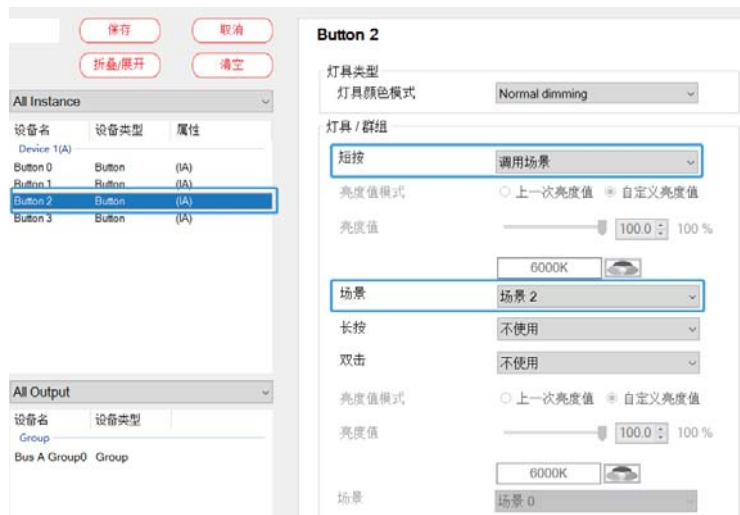 保存 取消
折叠/展开 清空
All Instance
设备名 设备类型 属性
Device 1(A)
Button 0 Button (IA)
Button 1 Button (IA)
Button 2 Button (IA)
Button 3 Button (IA)
All Output
设备名 设备类型
Group
Bus A Group0 Group
Button 2
灯具类型
灯具颜色模式 Normal dimming
灯具 / 群组
短按 调用场景
亮度值模式 上一次亮度值 自定义亮度值
亮度值 100.0 100 %
6000K
场景 场景 2
长按 不使用
双击 不使用
亮度值模式 上一次亮度值 自定义亮度值
亮度值 100.0 100 %
6000K
场景 场景 0